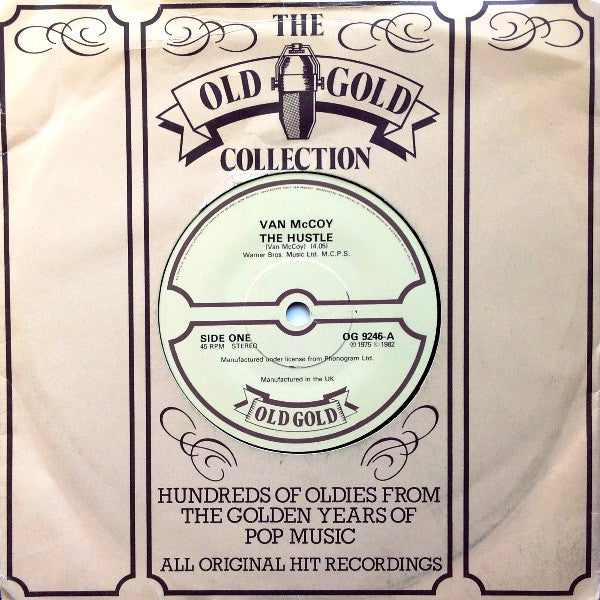 THE
OLD GOLD
COLLECTION
VAN McCOY
THE HUSTLE
(Van McCoy) (4.05)
Warner Bros. Music Ltd. M.C.P.S.
SIDE ONE
45 RPM STEREO
OG 9246-A
℗ 1975 © 1982
Manufactured under license from Phonogram Ltd.
Manufactured in the UK
OLD GOLD
HUNDREDS OF OLDIES FROM
THE GOLDEN YEARS OF
POP MUSIC
ALL ORIGINAL HIT RECORDINGS